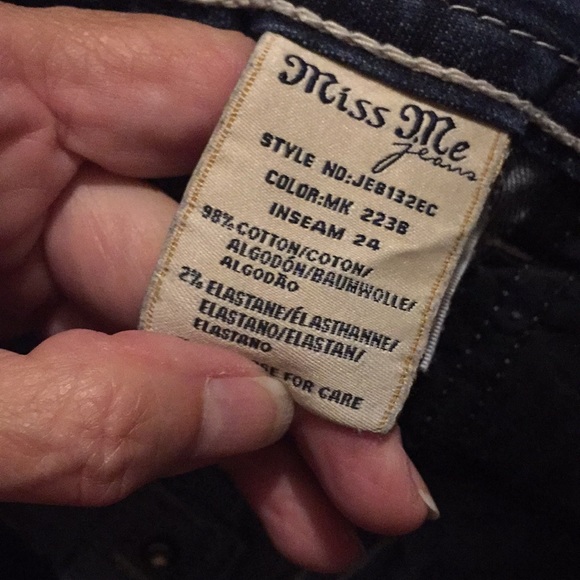 Miss Me
jeans
STYLE NO:JE8132EC
COLOR:MK 223B
INSEAM 24
98% COTTON/COTON/
ALGODÓN/BAUMWOLLE/
ALGODÃO
2% ELASTANE/ÉLASTHANNE/
ELASTANO/ELASTAN/
ELASTANO
FOR CARE